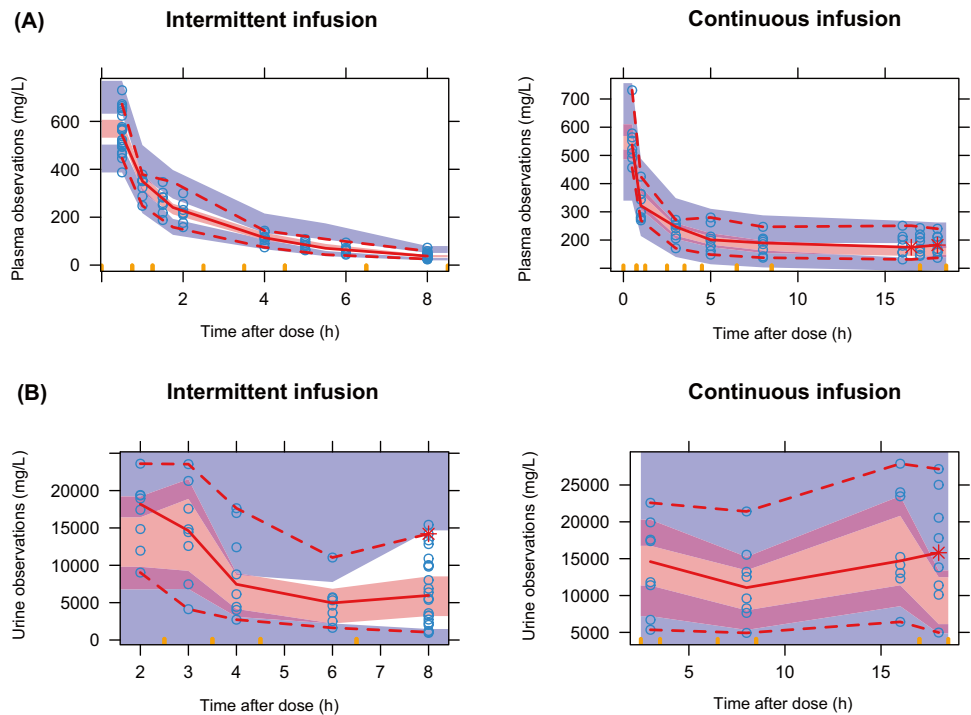 (A)
Intermittent infusion
Continuous infusion
Plasma observations (mg/L)
600
400
200
0
2
4
6
8
Time after dose (h)
Plasma observations (mg/L)
700
600
500
400
300
200
0
5
10
15
Time after dose (h)
(B)
Intermittent infusion
Continuous infusion
Urine observations (mg/L)
20000
15000
10000
5000
0
2
3
4
5
6
7
8
Time after dose (h)
Urine observations (mg/L)
25000
20000
15000
10000
5000
5
10
15
Time after dose (h)